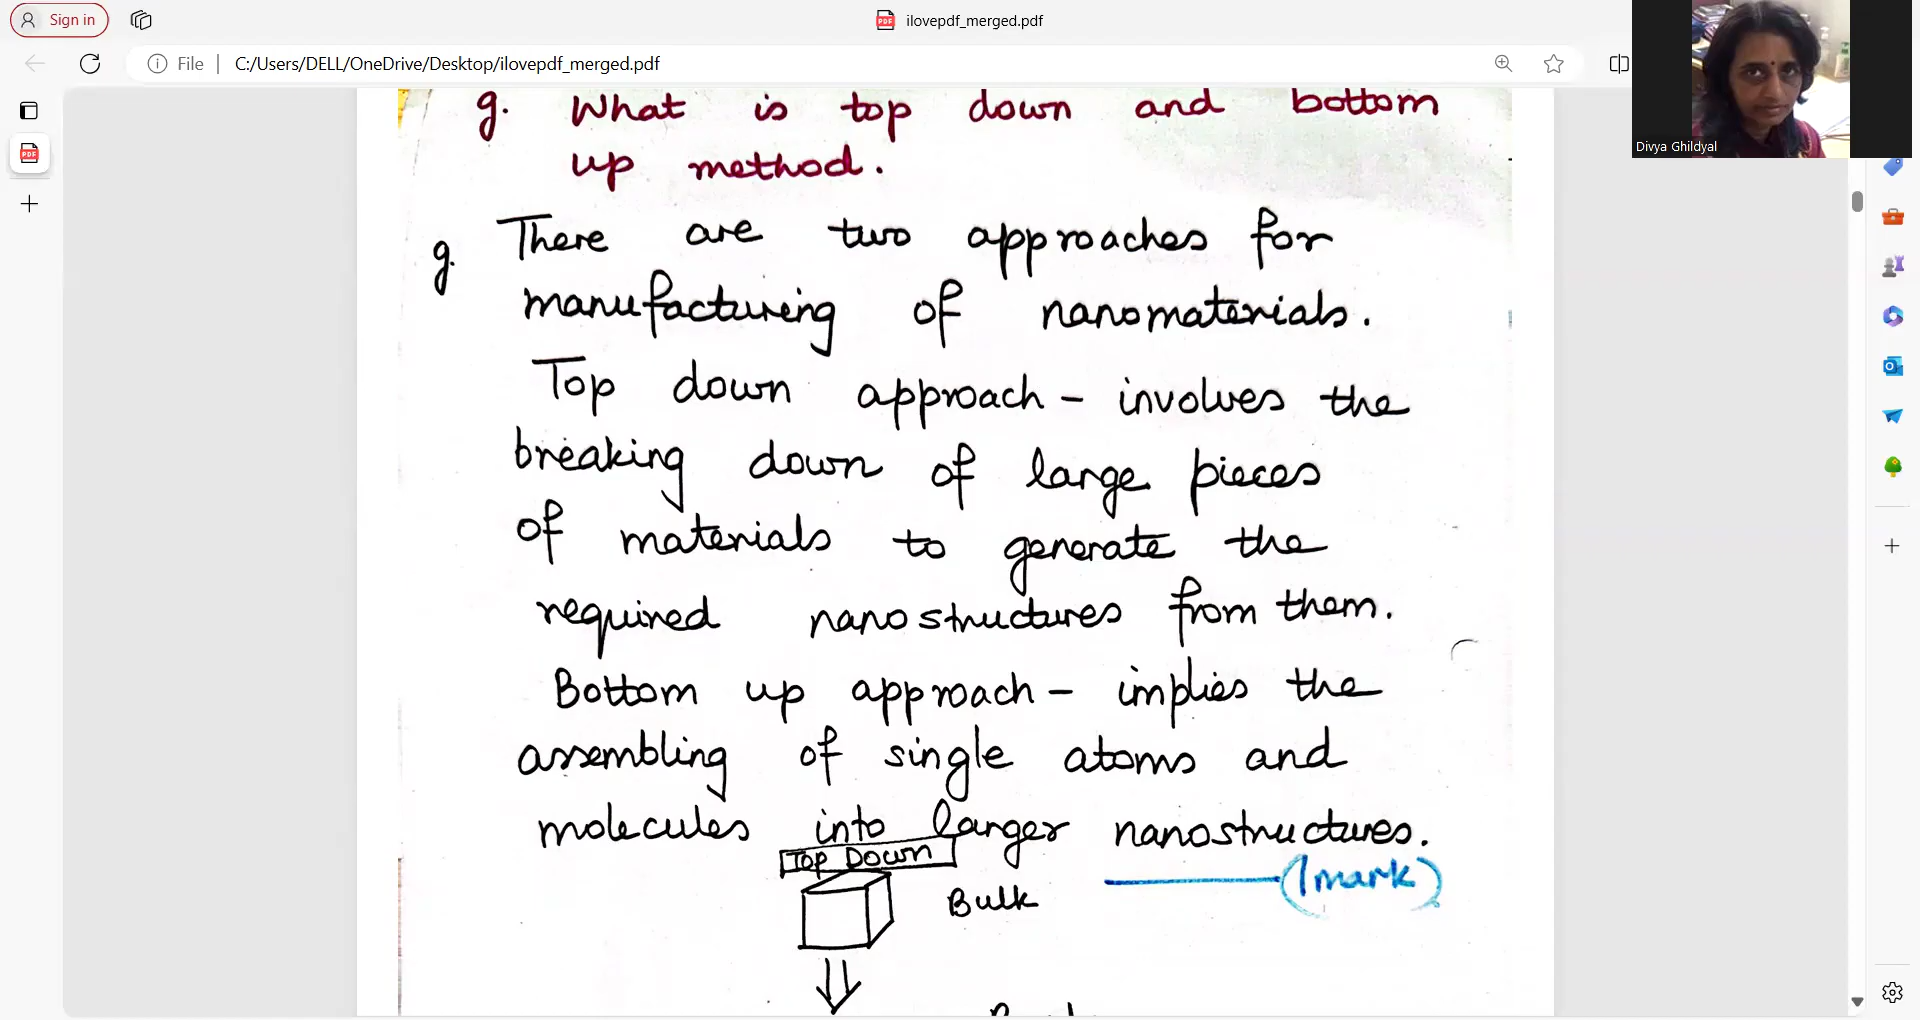 Sign in
ilovepdf_merged.pdf
File
C:/Users/DELL/OneDrive/Desktop/ilovepdf_merged.pdf
Divya Ghildyal
g. What is top down and bottom
up method.
g. There are two approaches for
manufacturing of nanomaterials.
Top down approach - involves the
breaking down of large pieces
of materials to generate the
required nanostructures from them.
Bottom up approach - implies the
assembling of single atoms and
molecules into larger nanostructures.
Top Down
(1mark)
Bulk